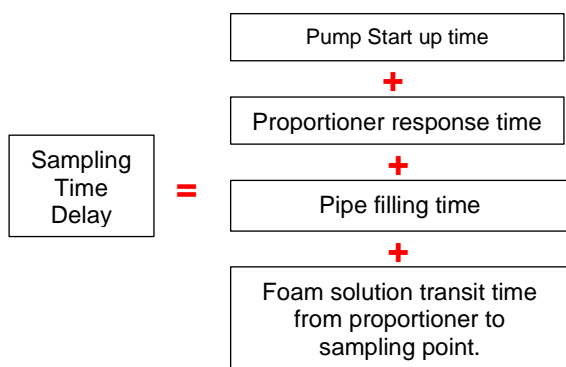 Pump Start up time
+
Proportioner response time
+
Sampling
Time
Delay
=
Pipe filling time
+
Foam solution transit time
from proportioner to
sampling point.